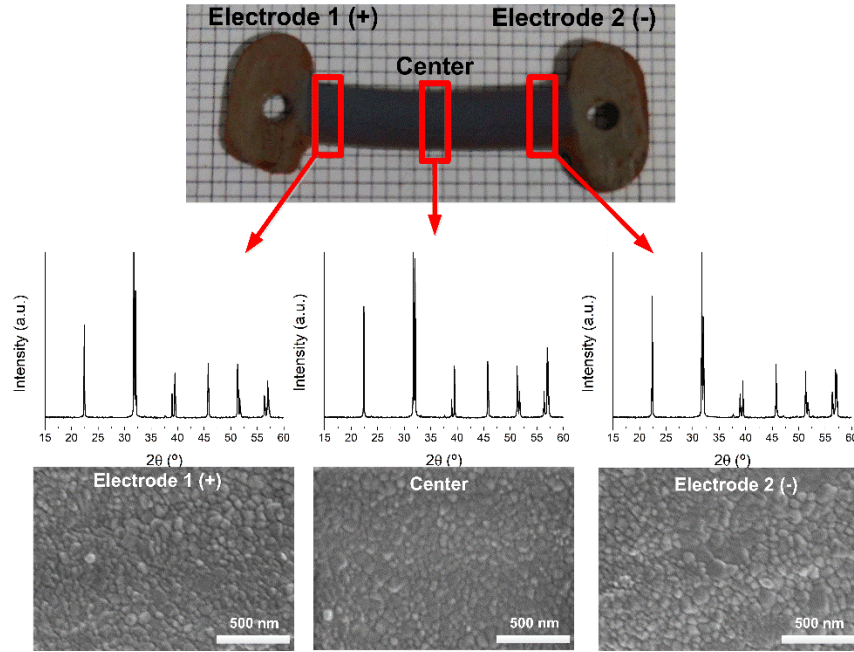 Electrode 1 (+)
Electrode 2 (-)
Center
Intensity (a.u.)
15 20 25 30 35 40 45 50 55 60
2θ (º)
Intensity (a.u.)
15 20 25 30 35 40 45 50 55 60
2θ (º)
Intensity (a.u.)
15 20 25 30 35 40 45 50 55 60
2θ (º)
Electrode 1 (+)
500 nm
Center
500 nm
Electrode 2 (-)
500 nm